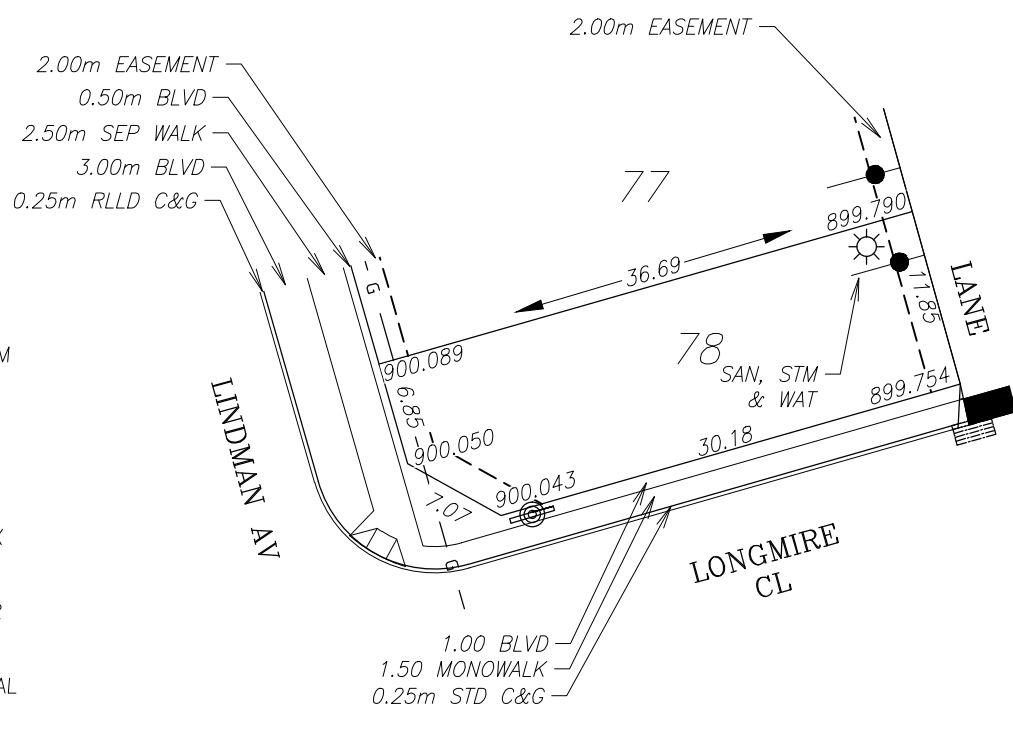 2.00m EASEMENT
2.00m EASEMENT
0.50m BLVD
2.50m SEP WALK
3.00m BLVD
0.25m RLLD C&G
77
899.790
36.69
G
11.85
LANE
78
SAN, STM
& WAT
899.754
M
900.089
6.85
LINDMAN AV
900.050
30.18
900.043
7.07
G
LONGMIRE
CL
1.00 BLVD
1.50 MONOWALK
0.25m STD C&G
AL